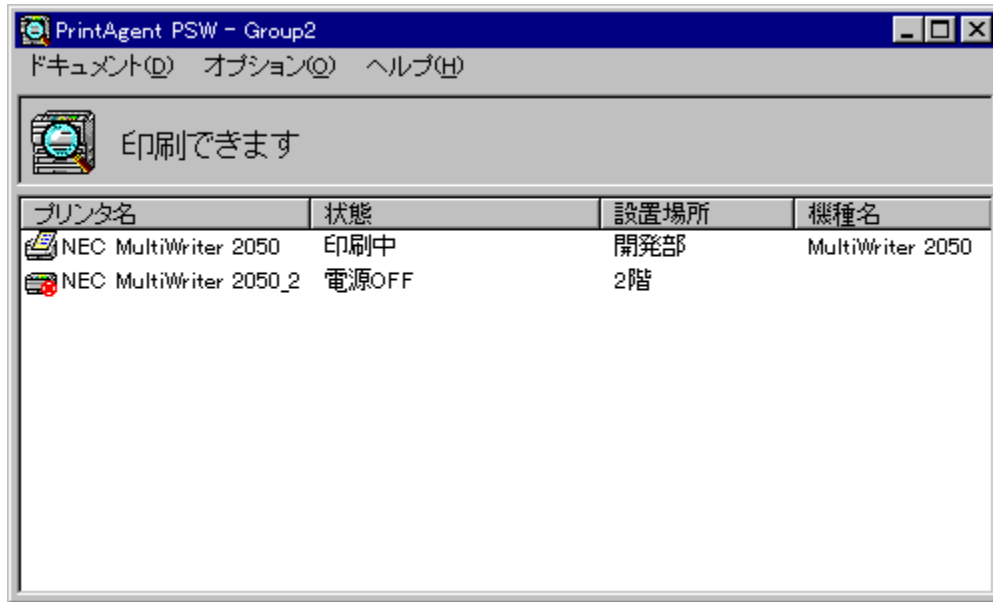 PrintAgent PSW - Group2
ドキュメント(D) オプション(O) ヘルプ(H)
印刷できます
プリンタ名 状態 設置場所 機種名
NEC MultiWriter 2050 印刷中 開発部 MultiWriter 2050
NEC MultiWriter 2050_2 電源OFF 2階